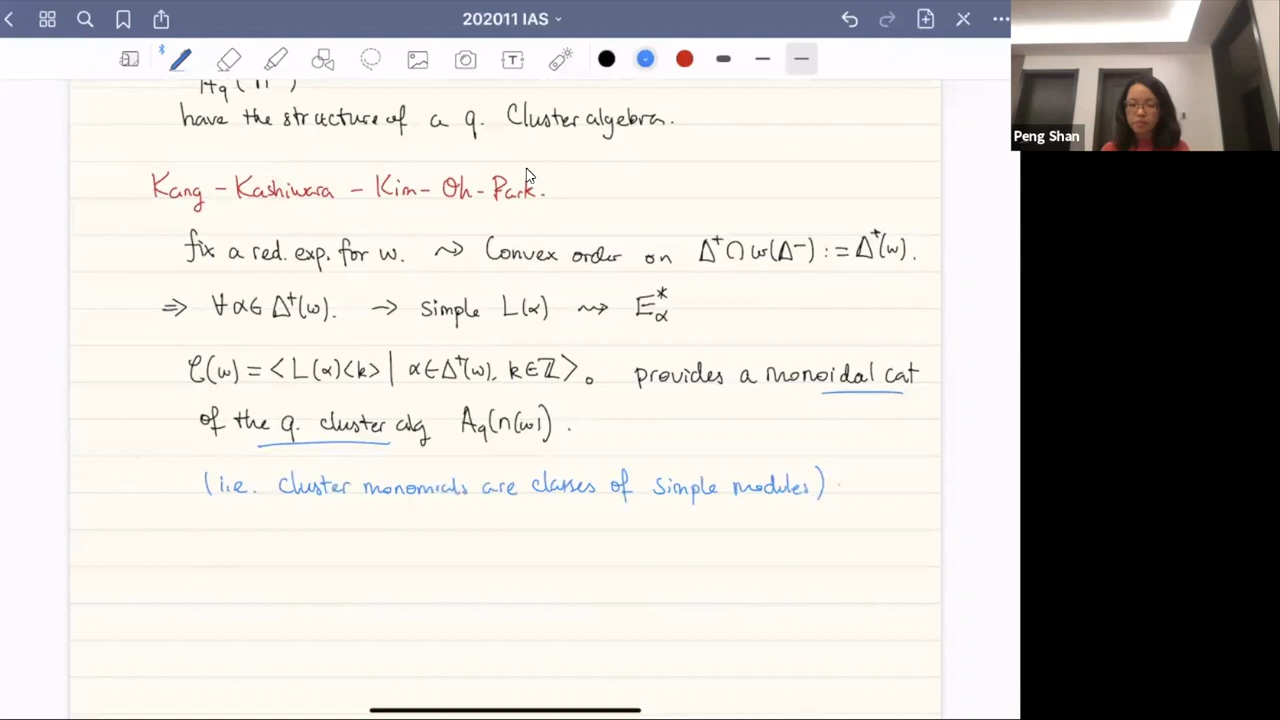 202011 IAS
Peng Shan
A_q(n )
have the structure of a q. Cluster algebra.
Kang - Kashiwara - Kim - Oh - Park.
fix a red. exp. for w. ⇝ Convex order on Δ⁺∩w(Δ⁻) := Δ⁺(w).
⇒ ∀α∈Δ⁺(w). → simple L(α) ⇝ E*_α
𝒞(w) = <L(α)<k> | α∈Δ⁺(w), k∈ℤ>. provides a monoidal cat
of the q. cluster alg A_q(n(w)).
(i.e. cluster monomials are classes of simple modules)